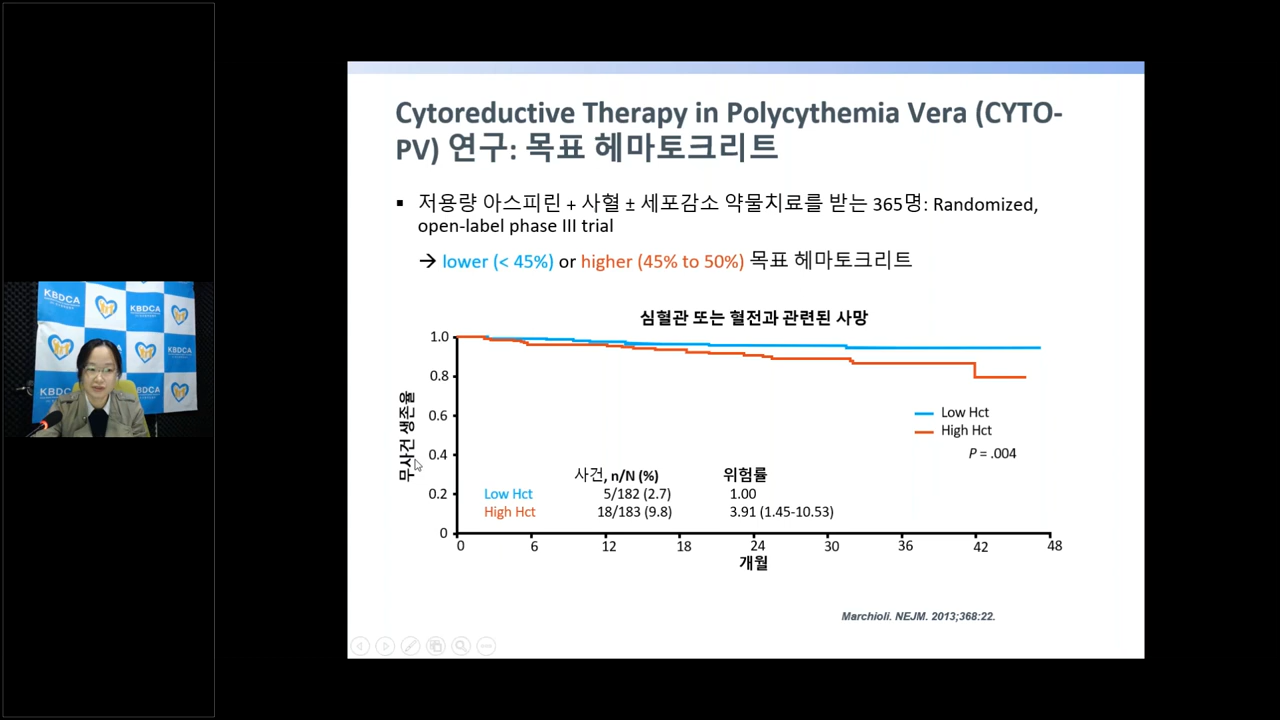 Cytoreductive Therapy in Polycythemia Vera (CYTO-
PV) 연구: 목표 헤마토크리트
▪ 저용량 아스피린 + 사혈 ± 세포감소 약물치료를 받는 365명: Randomized,
open-label phase III trial
→ lower (< 45%) or higher (45% to 50%) 목표 헤마토크리트
심혈관 또는 혈전과 관련된 사망
무사건 생존율
1.0
0.8
0.6
0.4
0.2
0
Low Hct
High Hct
P = .004
사건, n/N (%) 위험률
Low Hct 5/182 (2.7) 1.00
High Hct 18/183 (9.8) 3.91 (1.45-10.53)
0 6 12 18 24 30 36 42 48
개월
Marchioli. NEJM. 2013;368:22.
KBDCA
KBDCA
KBDCA
KBDCA